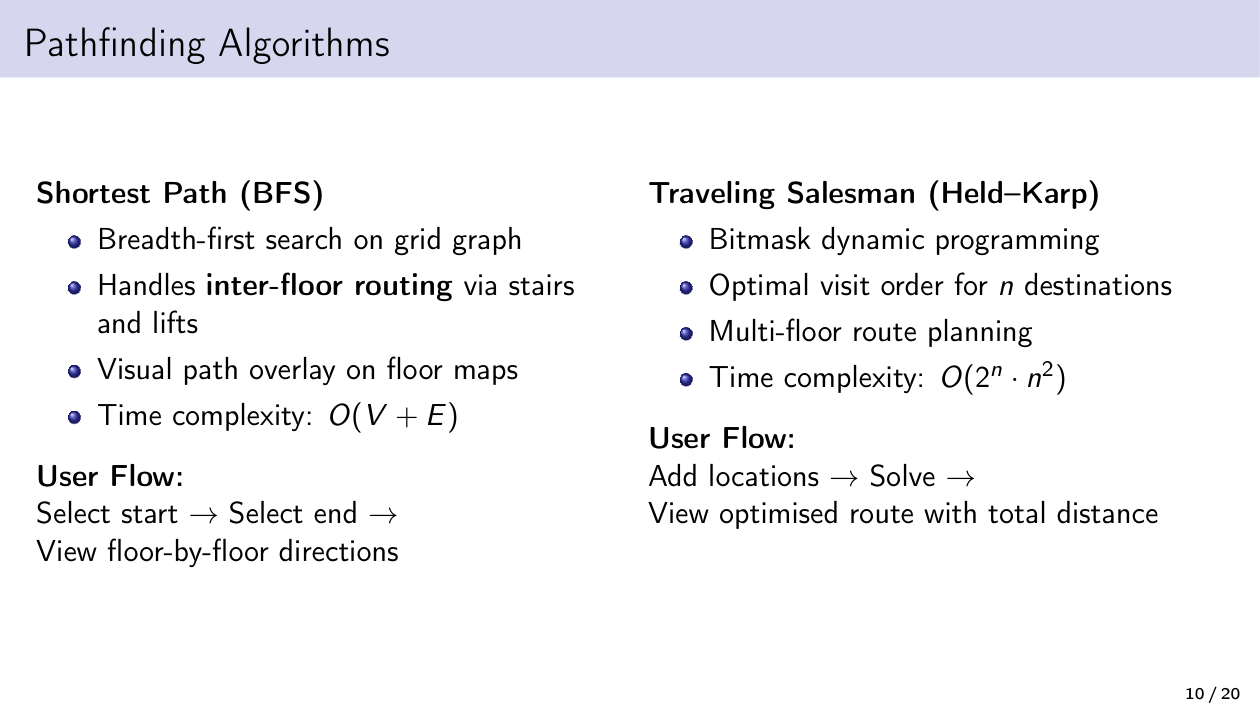 Pathfinding Algorithms
Shortest Path (BFS)
Breadth-first search on grid graph
Handles inter-floor routing via stairs
and lifts
Visual path overlay on floor maps
Time complexity: O(V + E)
User Flow:
Select start → Select end →
View floor-by-floor directions
Traveling Salesman (Held–Karp)
Bitmask dynamic programming
Optimal visit order for n destinations
Multi-floor route planning
Time complexity: O(2ⁿ · n²)
User Flow:
Add locations → Solve →
View optimised route with total distance
10 / 20